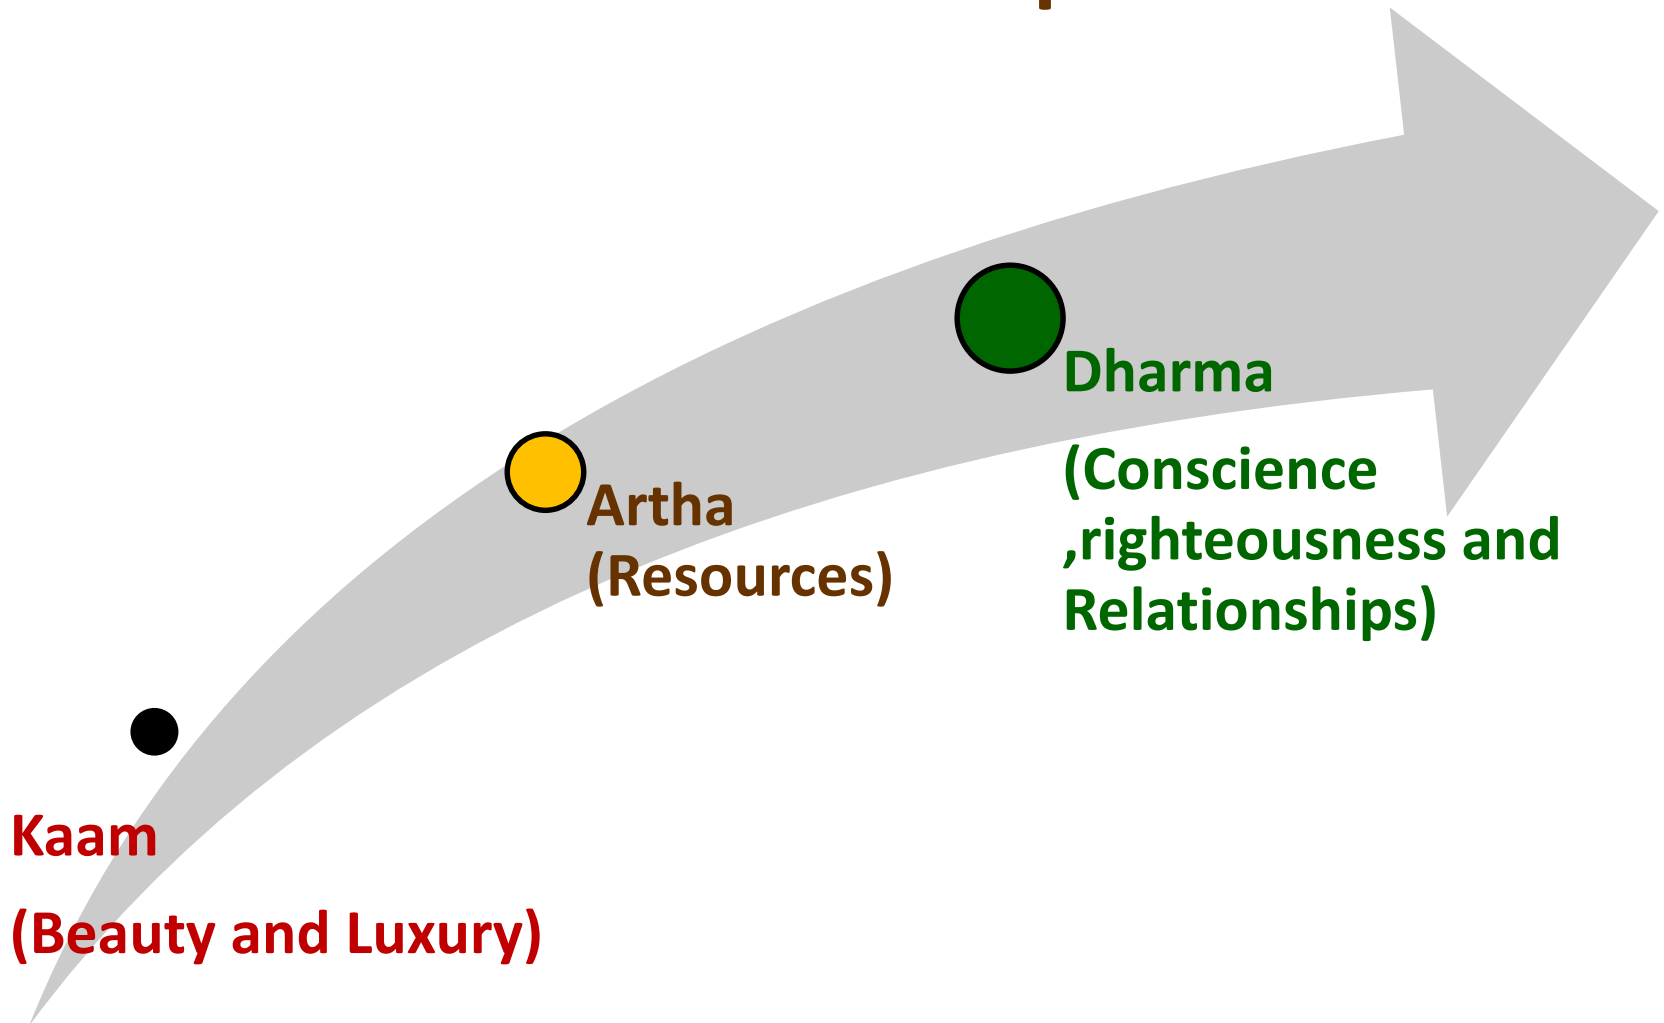 Dharma
(Conscience
,righteousness and
Relationships)
Artha
(Resources)
Kaam
(Beauty and Luxury)